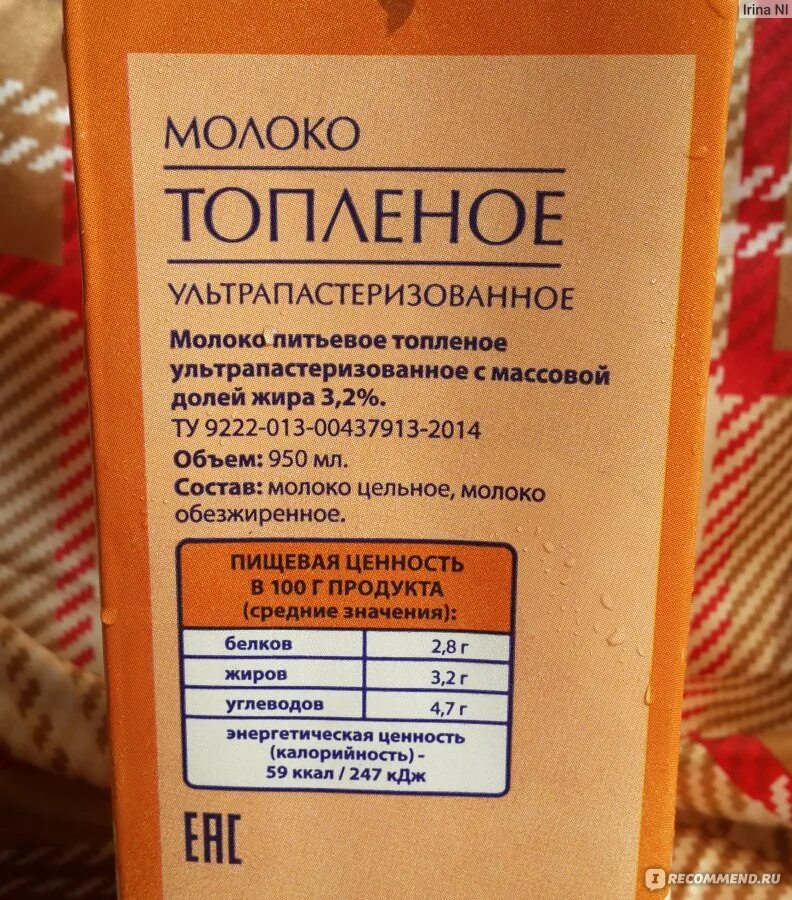 Irina Nl
МОЛОКО
ТОПЛЕНОЕ
УЛЬТРАПАСТЕРИЗОВАННОЕ
Молоко питьевое топленое
ультрапастеризованное с массовой
долей жира 3,2%.
ТУ 9222-013-00437913-2014
Объем: 950 мл.
Состав: молоко цельное, молоко
обезжиренное.
ПИЩЕВАЯ ЦЕННОСТЬ
В 100 Г ПРОДУКТА
(средние значения):
белков 2,8 г
жиров 3,2 г
углеводов 4,7 г
энергетическая ценность
(калорийность) -
59 ккал / 247 кДж
EAC
IRECOMMEND.RU